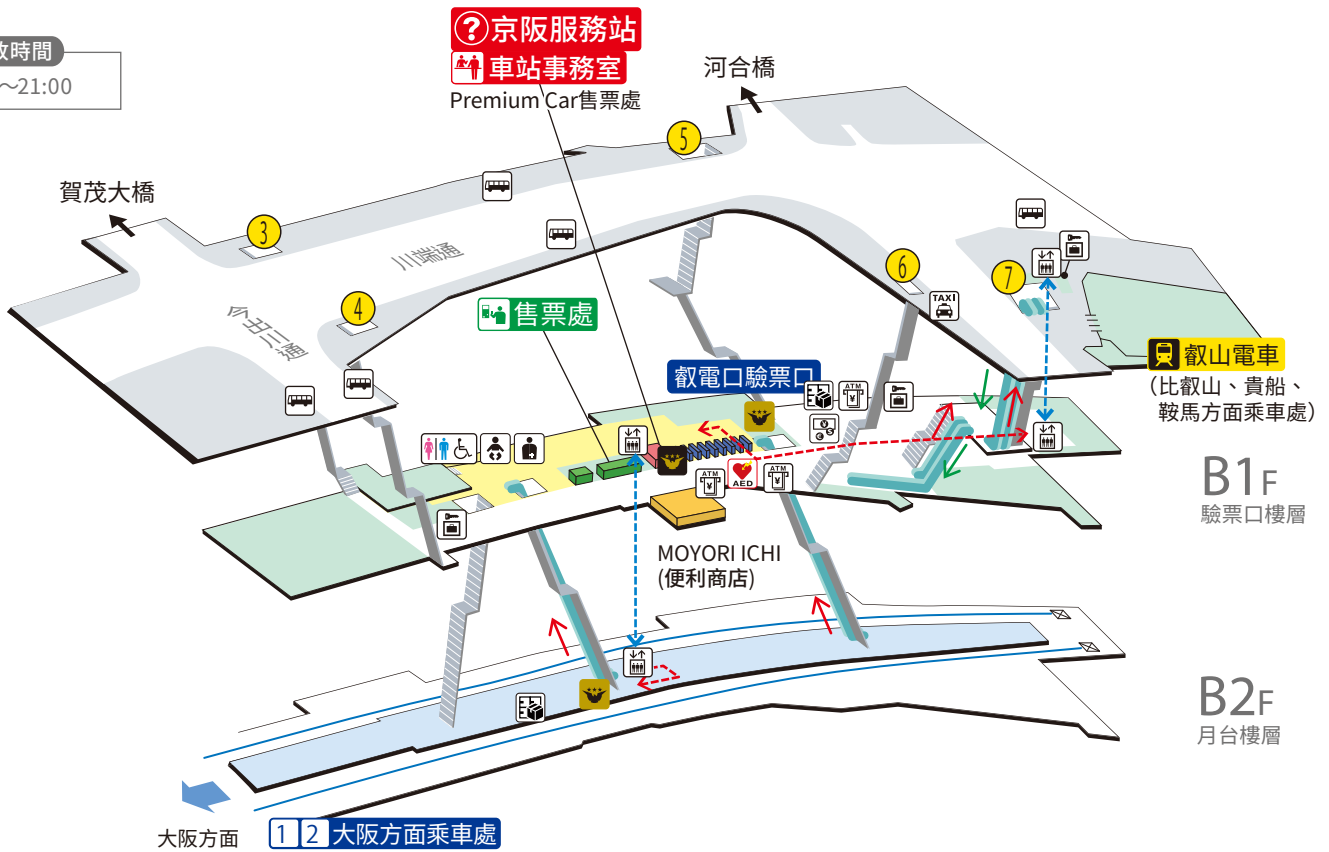 放時間
~21:00
?京阪服務站
車站事務室
Premium Car售票處
河合橋
賀茂大橋
5
3
川端通
4
今出川通
6
7
TAXI
售票處
叡電口驗票口
叡山電車
(比叡山、貴船、
鞍馬方面乘車處)
ATM
¥
¥
$
€
ATM
¥
AED
ATM
¥
B1F
驗票口樓層
MOYORI ICHI
(便利商店)
B2F
月台樓層
大阪方面
1 2 大阪方面乘車處